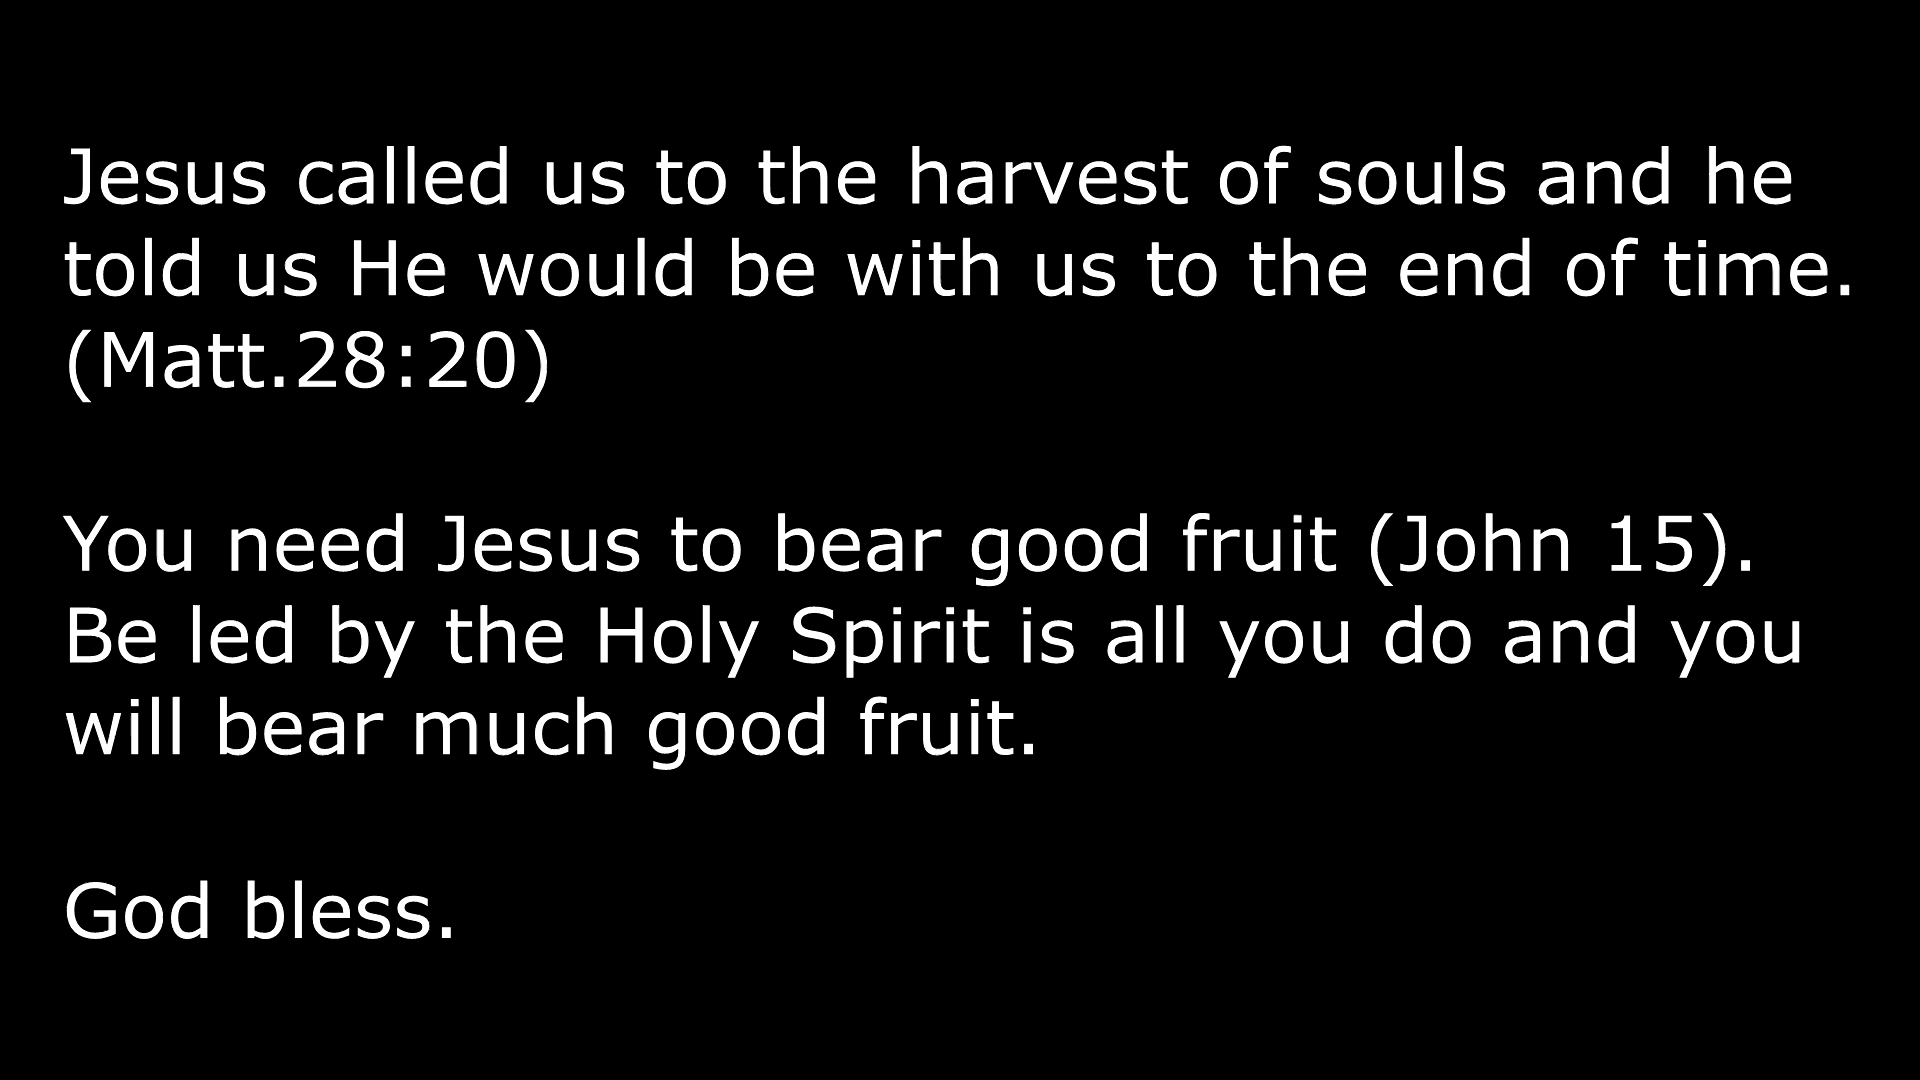 Jesus called us to the harvest of souls and he
told us He would be with us to the end of time.
(Matt.28:20)
You need Jesus to bear good fruit (John 15).
Be led by the Holy Spirit is all you do and you
will bear much good fruit.
God bless.